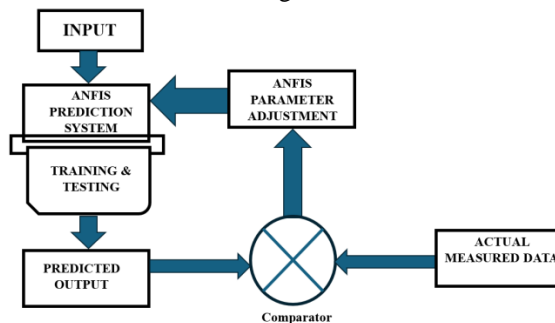 INPUT
ANFIS
PREDICTION
SYSTEM
TRAINING &
TESTING
PREDICTED
OUTPUT
ANFIS
PARAMETER
ADJUSTMENT
Comparator
ACTUAL
MEASURED DATA